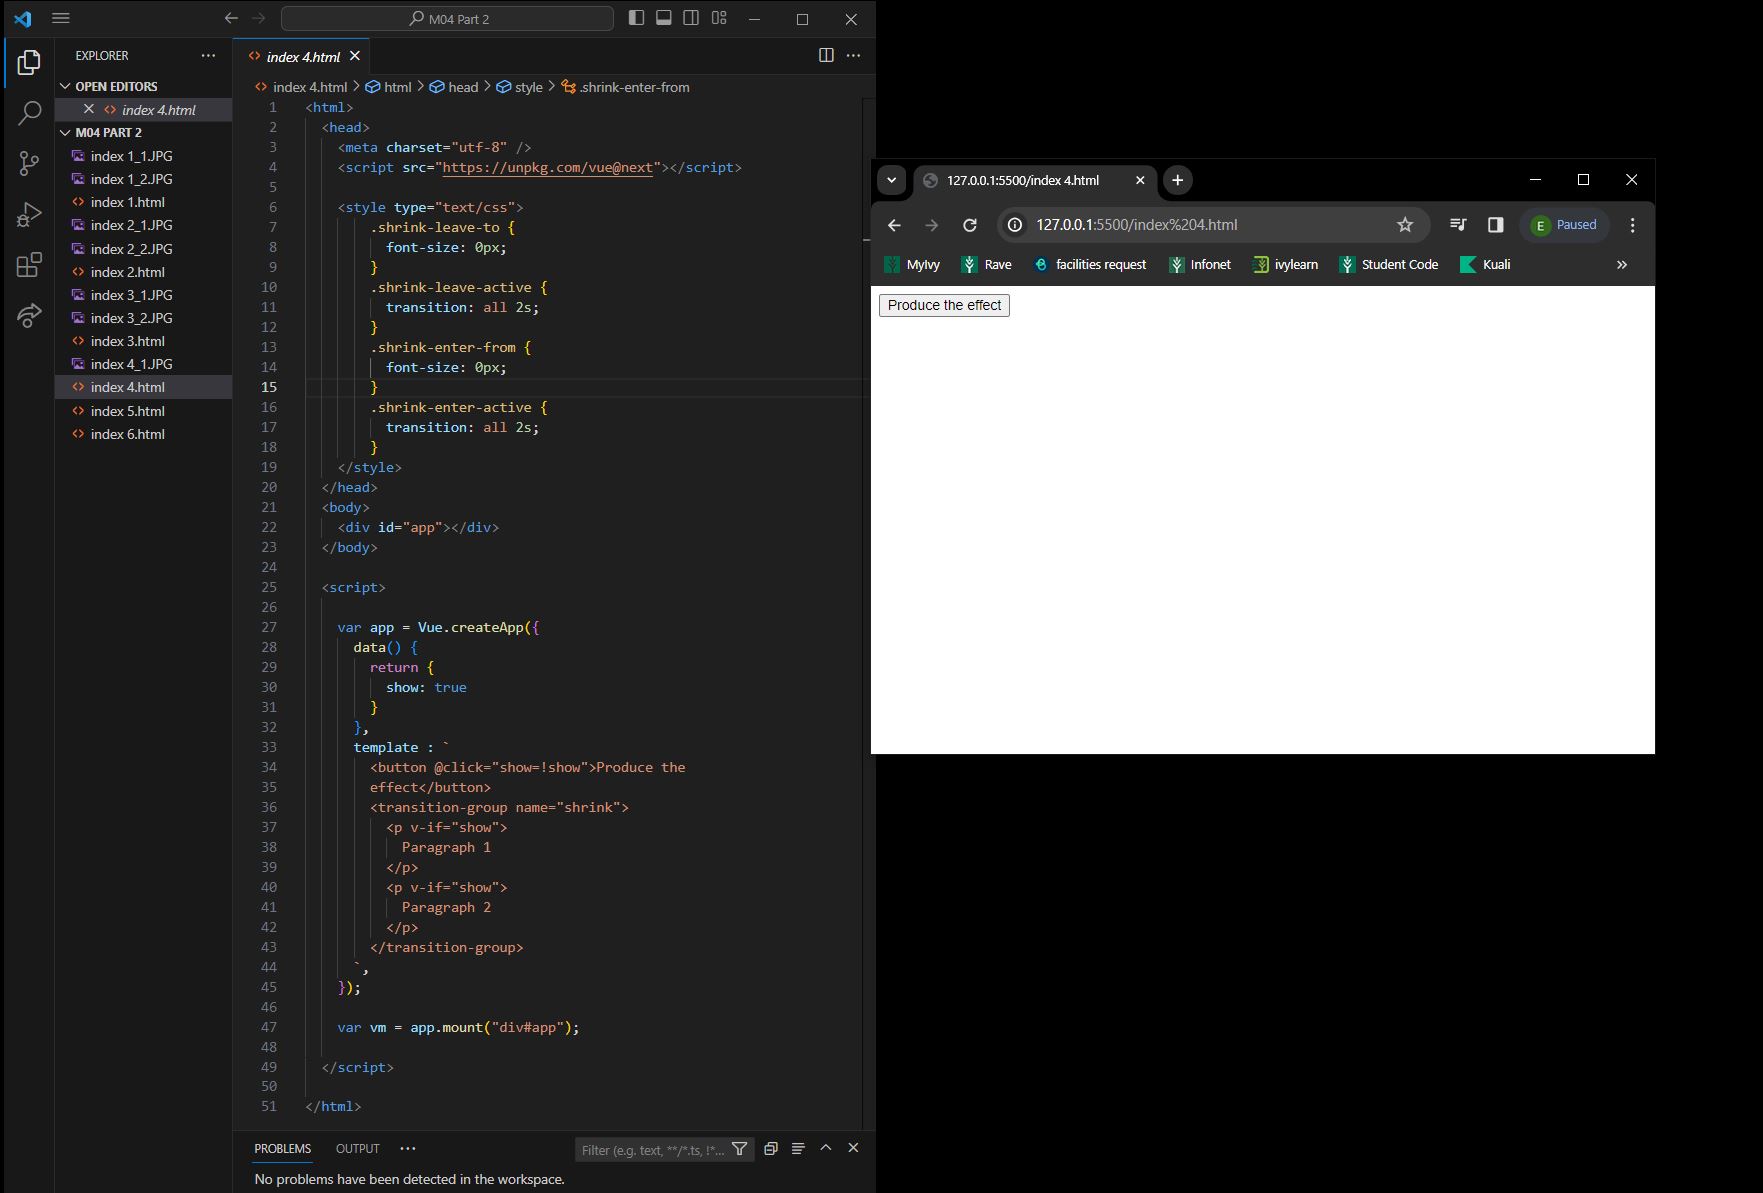 M04 Part 2
EXPLORER
OPEN EDITORS
index 4.html
M04 PART 2
index 1_1.JPG
index 1_2.JPG
index 1.html
index 2_1.JPG
index 2_2.JPG
index 2.html
index 3_1.JPG
index 3_2.JPG
index 3.html
index 4_1.JPG
index 4.html
index 5.html
index 6.html
index 4.html
index 4.html > html > head > style > .shrink-enter-from
1 <html>
2 <head>
3 <meta charset="utf-8" />
4 <script src="https://unpkg.com/vue@next"></script>
5
6 <style type="text/css">
7 .shrink-leave-to {
8 font-size: 0px;
9 }
10 .shrink-leave-active {
11 transition: all 2s;
12 }
13 .shrink-enter-from {
14 font-size: 0px;
15 }
16 .shrink-enter-active {
17 transition: all 2s;
18 }
19 </style>
20 </head>
21 <body>
22 <div id="app"></div>
23 </body>
24
25 <script>
26
27 var app = Vue.createApp({
28 data() {
29 return {
30 show: true
31 }
32 },
33 template : `
34 <button @click="show=!show">Produce the
35 effect</button>
36 <transition-group name="shrink">
37 <p v-if="show">
38 Paragraph 1
39 </p>
40 <p v-if="show">
41 Paragraph 2
42 </p>
43 </transition-group>
44 `,
45 });
46
47 var vm = app.mount("div#app");
48
49 </script>
50
51 </html>
PROBLEMS OUTPUT
Filter (e.g. text, **/*.ts, !*...
No problems have been detected in the workspace.
127.0.0.1:5500/index 4.html
127.0.0.1:5500/index%204.html
E Paused
MyIvy Rave facilities request Infonet ivylearn Student Code Kuali
Produce the effect